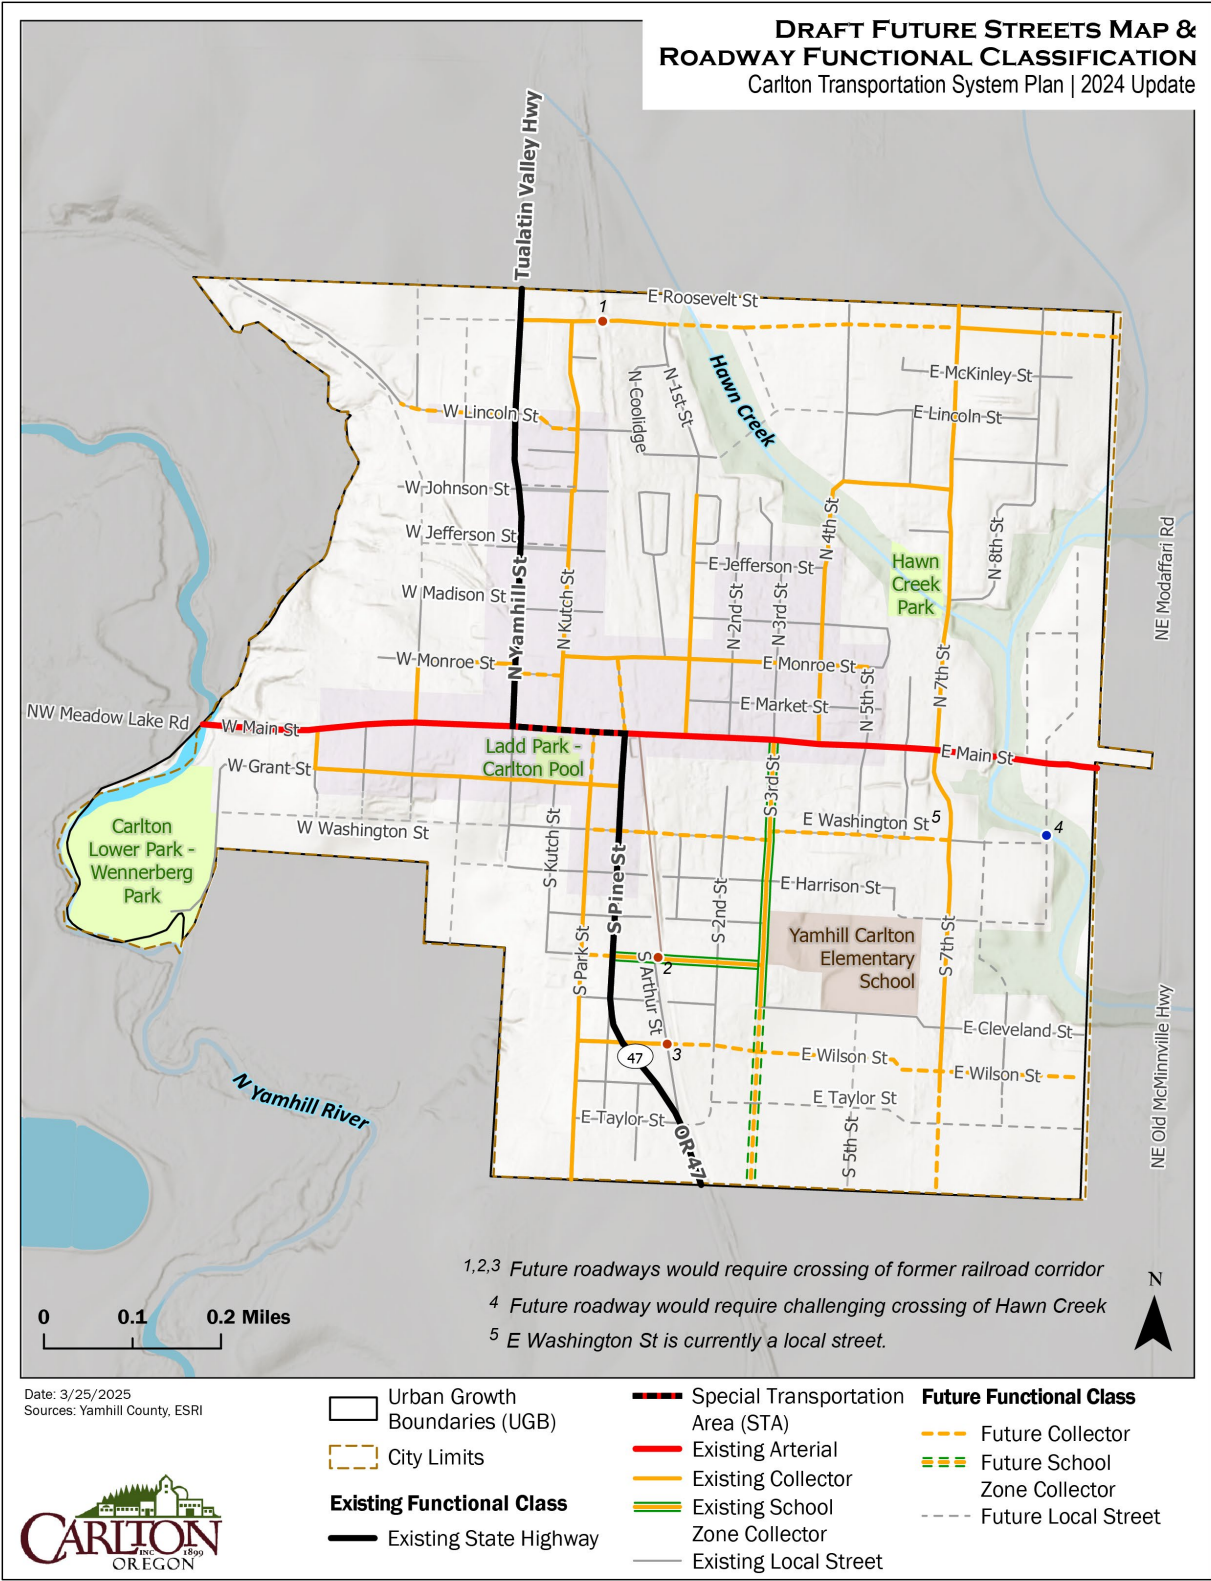 DRAFT FUTURE STREETS MAP &
ROADWAY FUNCTIONAL CLASSIFICATION
Carlton Transportation System Plan | 2024 Update
Tualatin Valley Hwy
E Roosevelt St
1
Hawn Creek
E McKinley St
N Coolidge
N 1st St
W Lincoln St
E Lincoln St
W Johnson St
N 4th St
W Jefferson St
N 8th St
NE Modaffari Rd
E Jefferson St
Hawn
Creek
Park
W Madison St
N Yamhill St
N Kutch St
N 2nd St
N 3rd St
W Monroe St
E Monroe St
N 7th St
N 5th St
E Market St
NW Meadow Lake Rd
W Main St
E Main St
Ladd Park -
Carlton Pool
W Grant St
S 3rd St
Carlton
Lower Park -
Wennerberg
Park
W Washington St
E Washington St 5
4
S Kutch St
S Pine St
E Harrison St
S 2nd St
S Park St
Yamhill Carlton
Elementary
School
S 7th St
2
S Arthur St
NE Old McMinnville Hwy
E Cleveland St
3
47
E Wilson St
E Wilson St
N Yamhill River
E Taylor St
E Taylor St
S 5th St
OR 47
1,2,3 Future roadways would require crossing of former railroad corridor
4 Future roadway would require challenging crossing of Hawn Creek
5 E Washington St is currently a local street.
N
0 0.1 0.2 Miles
Date: 3/25/2025
Sources: Yamhill County, ESRI
CARLTON
INC 1899
OREGON
Urban Growth
Boundaries (UGB)
City Limits
Existing Functional Class
Existing State Highway
Special Transportation
Area (STA)
Existing Arterial
Existing Collector
Existing School
Zone Collector
Existing Local Street
Future Functional Class
Future Collector
Future School
Zone Collector
Future Local Street